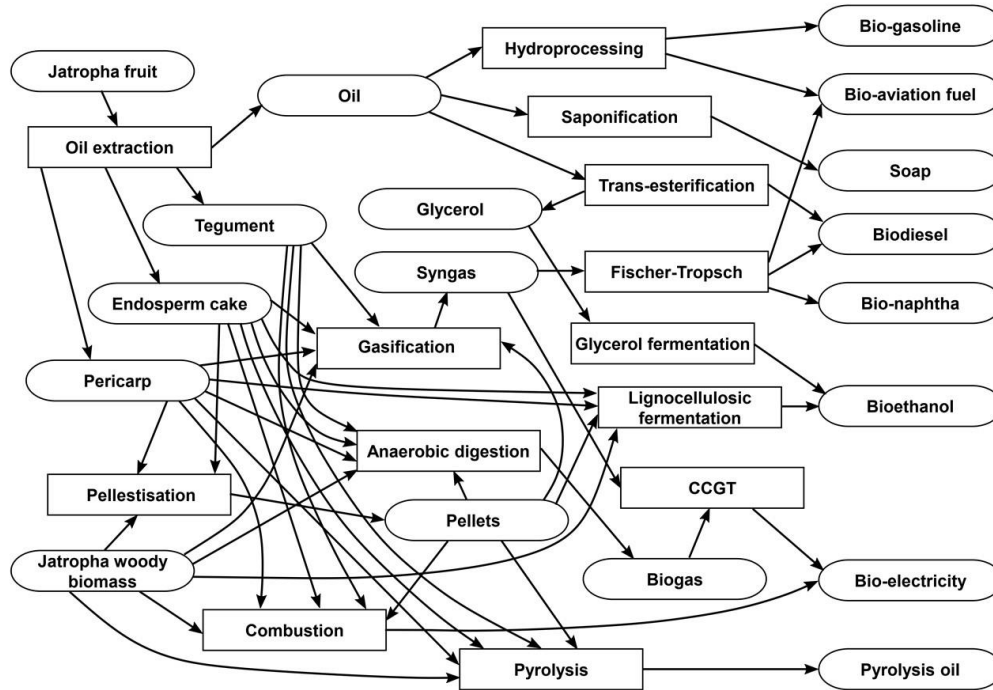 Bio-gasoline
Hydroprocessing
Jatropha fruit
Oil
Bio-aviation fuel
Saponification
Oil extraction
Soap
Trans-esterification
Glycerol
Tegument
Biodiesel
Syngas
Fischer-Tropsch
Endosperm cake
Bio-naphtha
Gasification
Glycerol fermentation
Pericarp
Lignocellulosic
fermentation
Bioethanol
Anaerobic digestion
Pellestisation
CCGT
Pellets
Jatropha woody
biomass
Biogas
Bio-electricity
Combustion
Pyrolysis
Pyrolysis oil